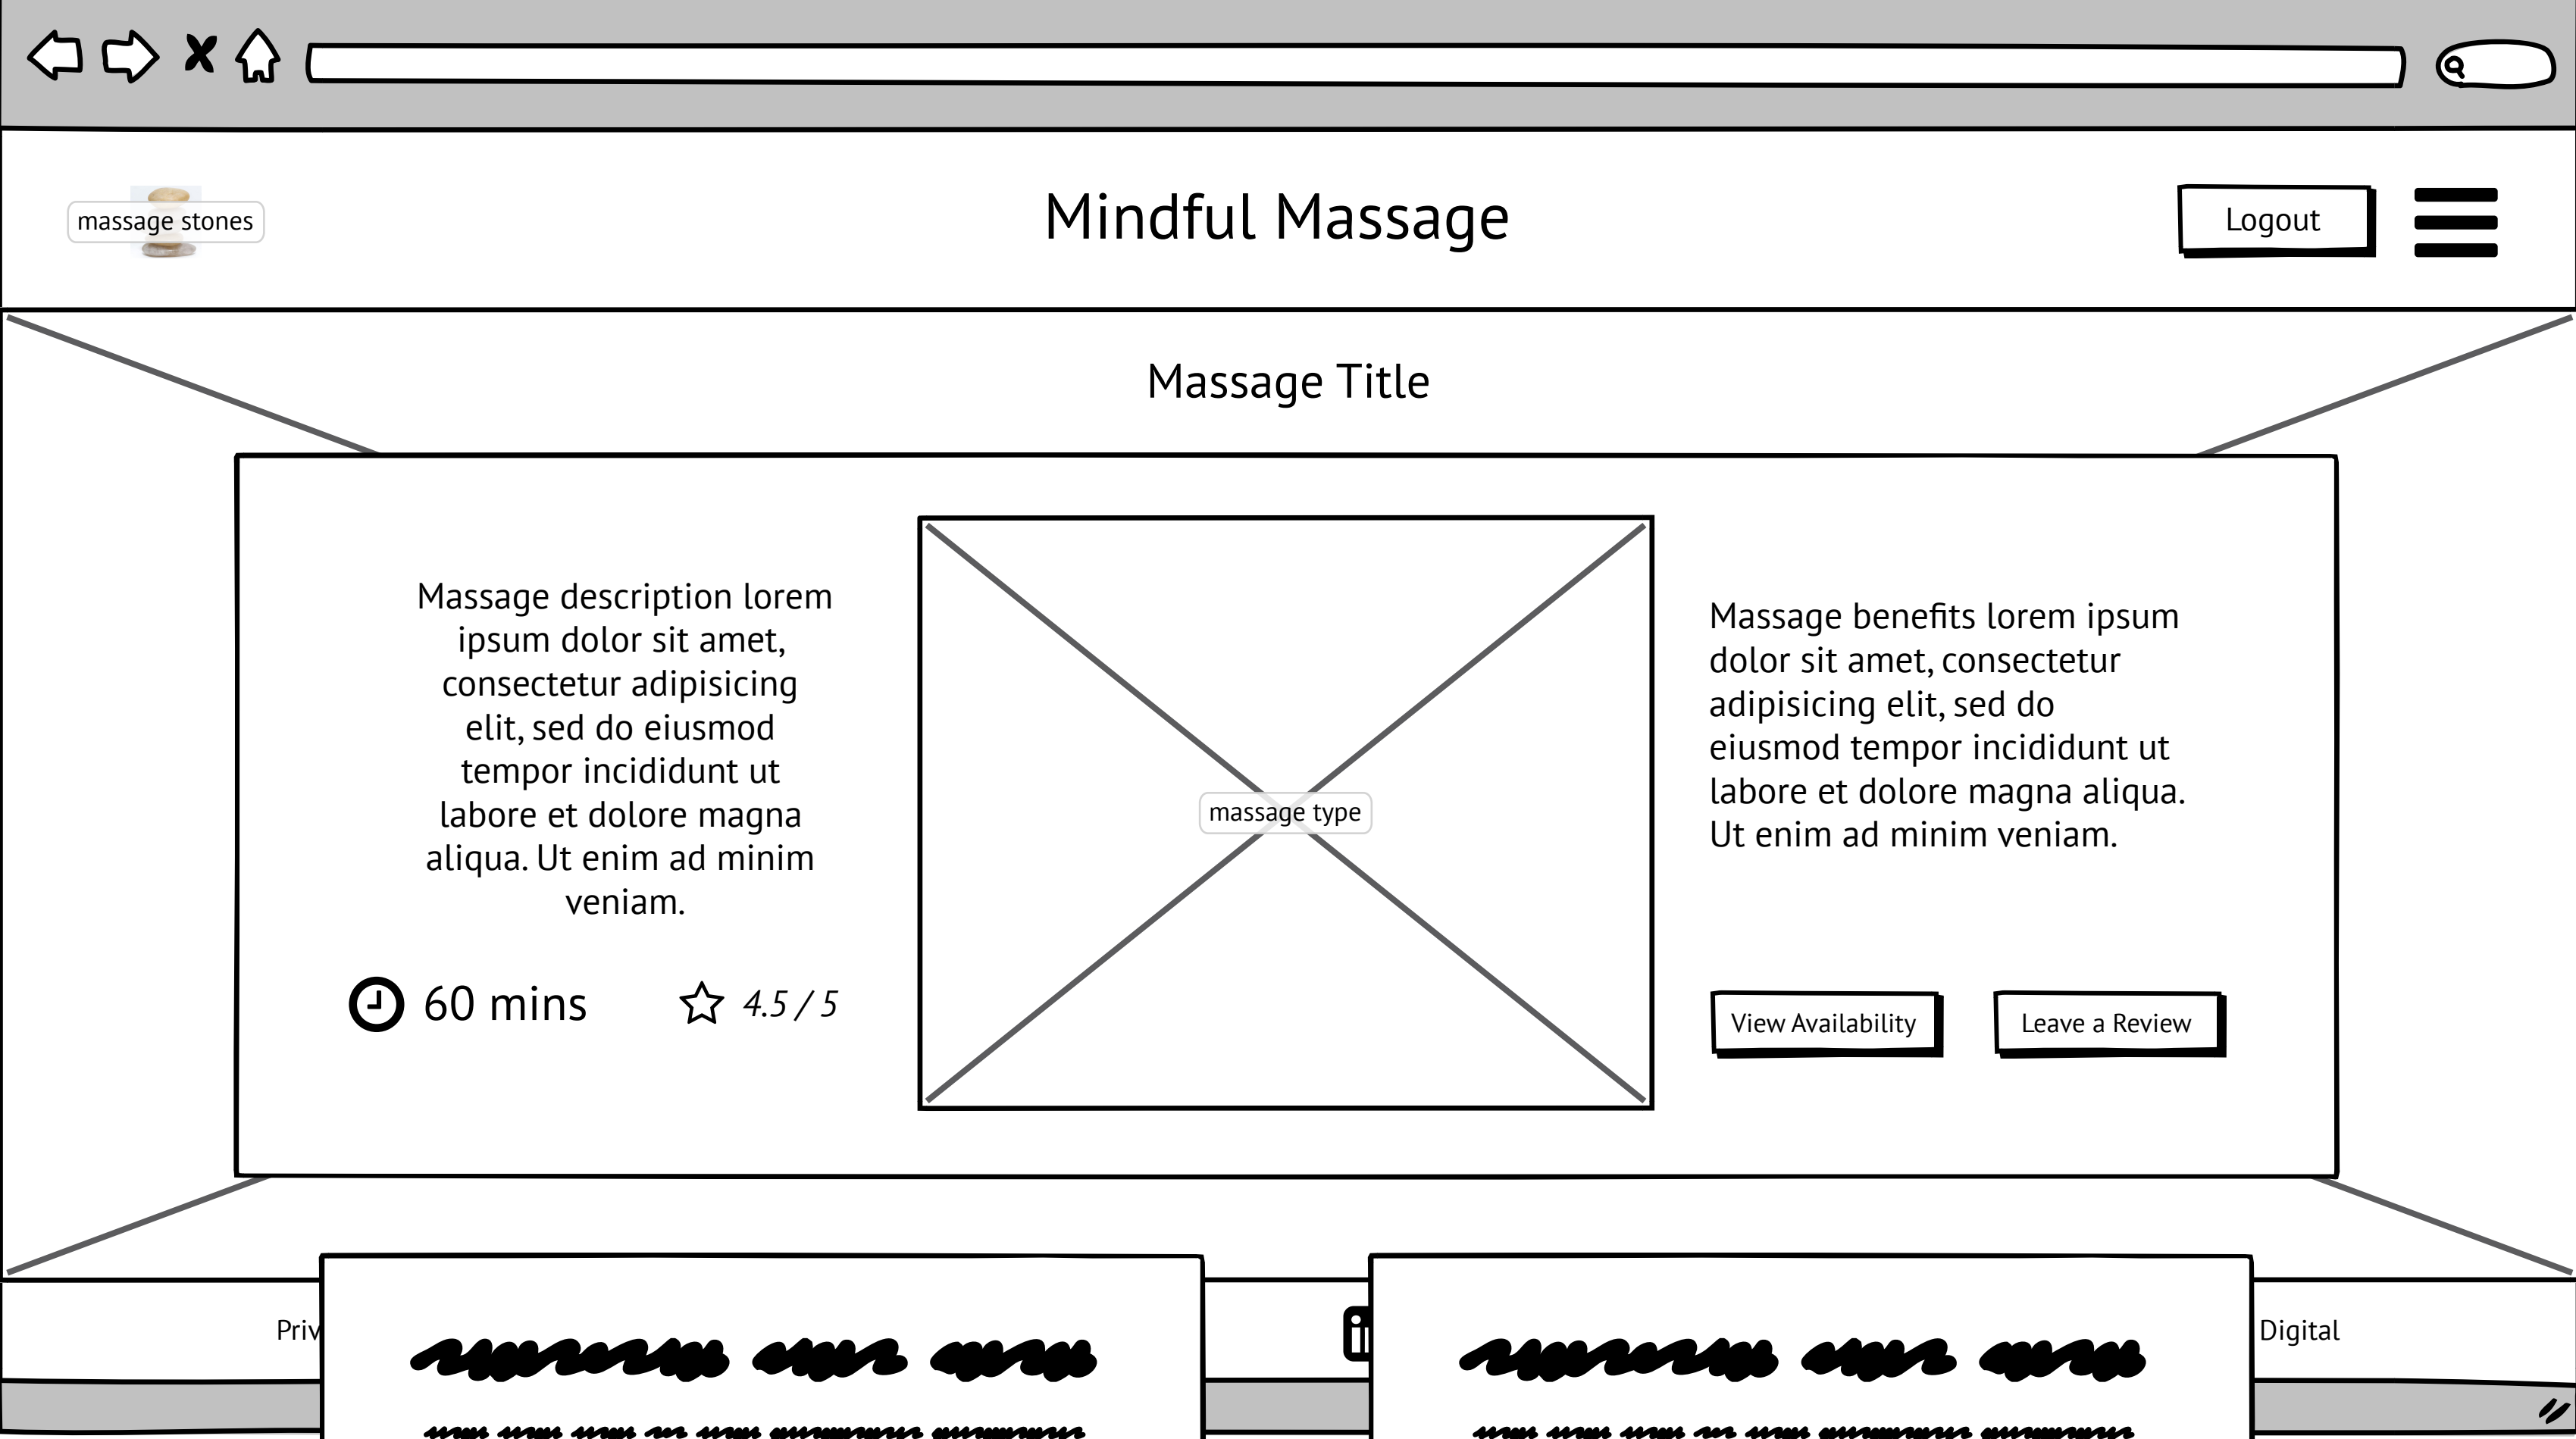 massage stones
Mindful Massage
Logout
Massage Title
Massage description lorem
ipsum dolor sit amet,
consectetur adipisicing
elit, sed do eiusmod
tempor incididunt ut
labore et dolore magna
aliqua. Ut enim ad minim
veniam.
60 mins
4.5 / 5
massage type
Massage benefits lorem ipsum
dolor sit amet, consectetur
adipisicing elit, sed do
eiusmod tempor incididunt ut
labore et dolore magna aliqua.
Ut enim ad minim veniam.
View Availability
Leave a Review
Priv
Digital